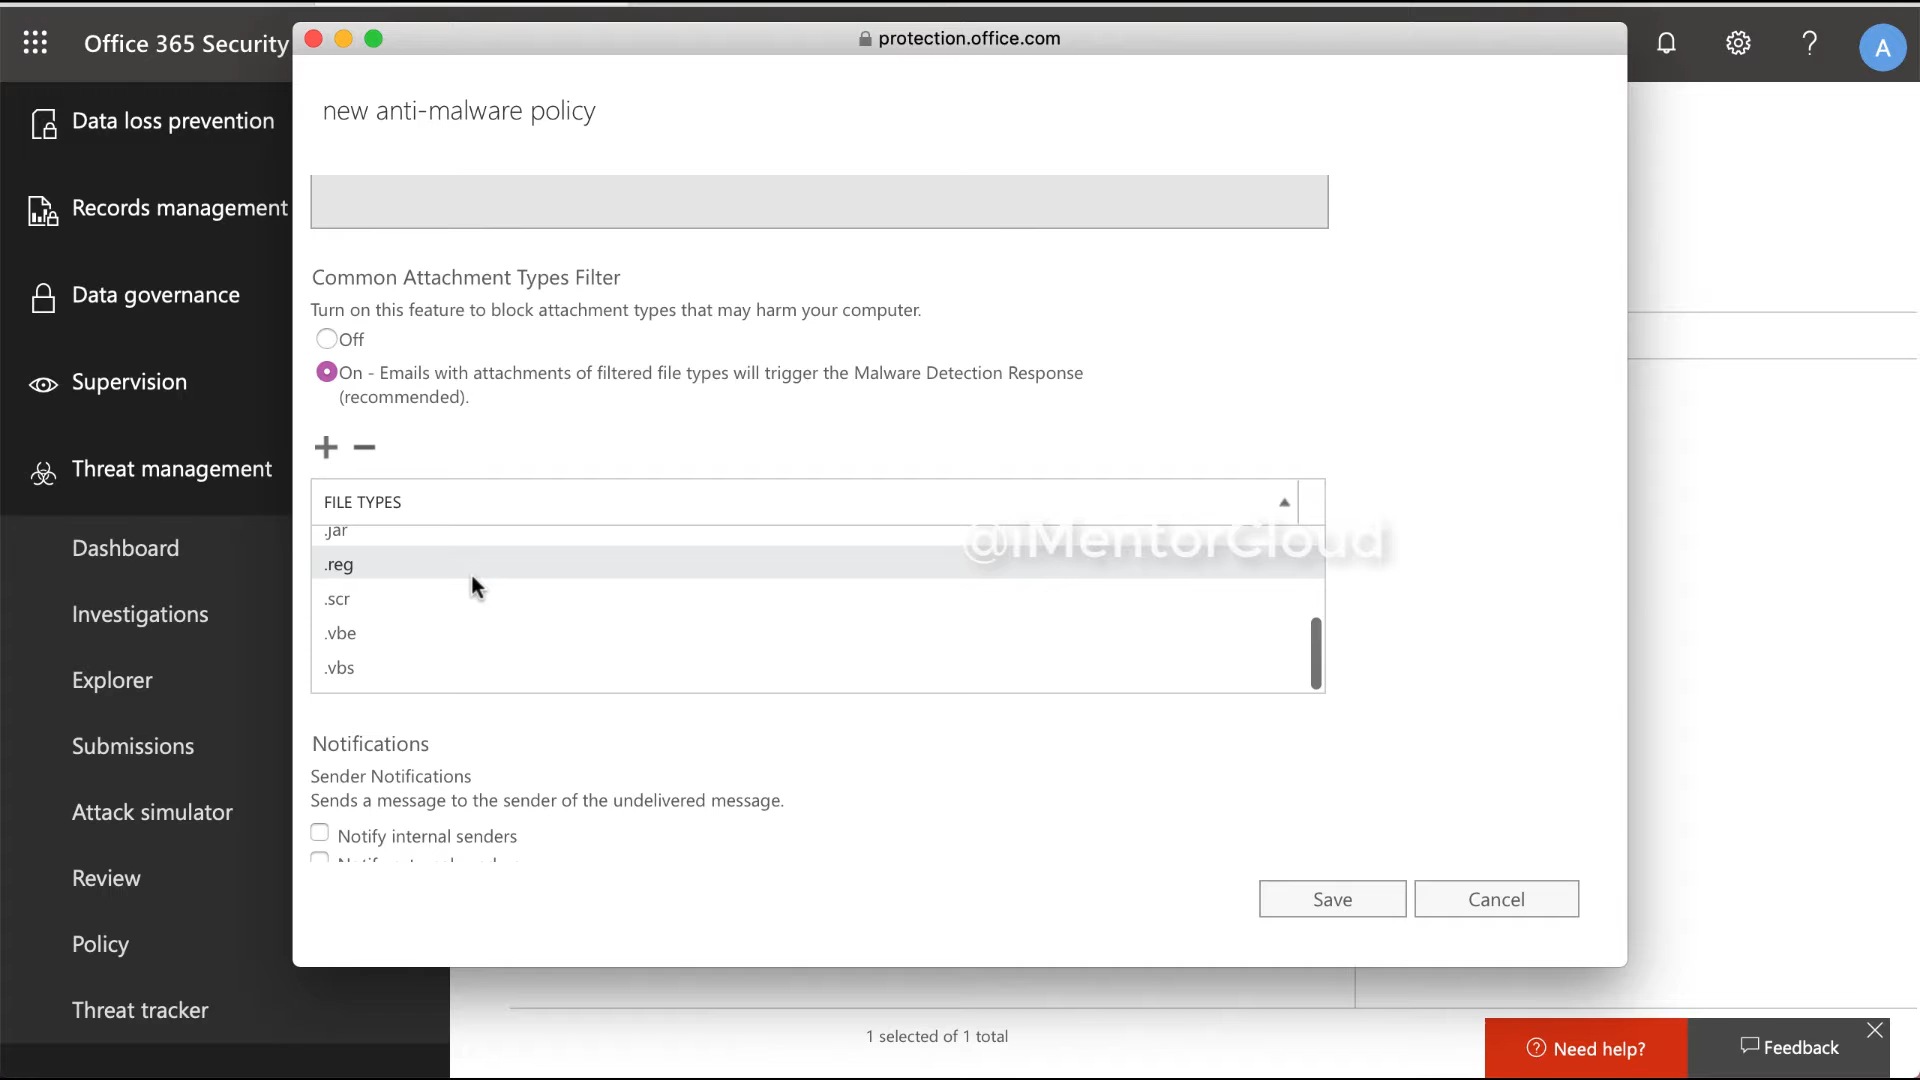 Office 365 Security
protection.office.com
?
A
Data loss prevention
Records management
Data governance
Supervision
Threat management
Dashboard
Investigations
Explorer
Submissions
Attack simulator
Review
Policy
Threat tracker
new anti-malware policy
Common Attachment Types Filter
Turn on this feature to block attachment types that may harm your computer.
Off
On - Emails with attachments of filtered file types will trigger the Malware Detection Response
(recommended).
FILE TYPES
.jar
@iMentorCloud
.reg
.scr
.vbe
.vbs
Notifications
Sender Notifications
Sends a message to the sender of the undelivered message.
Notify internal senders
Save
Cancel
1 selected of 1 total
Need help?
Feedback